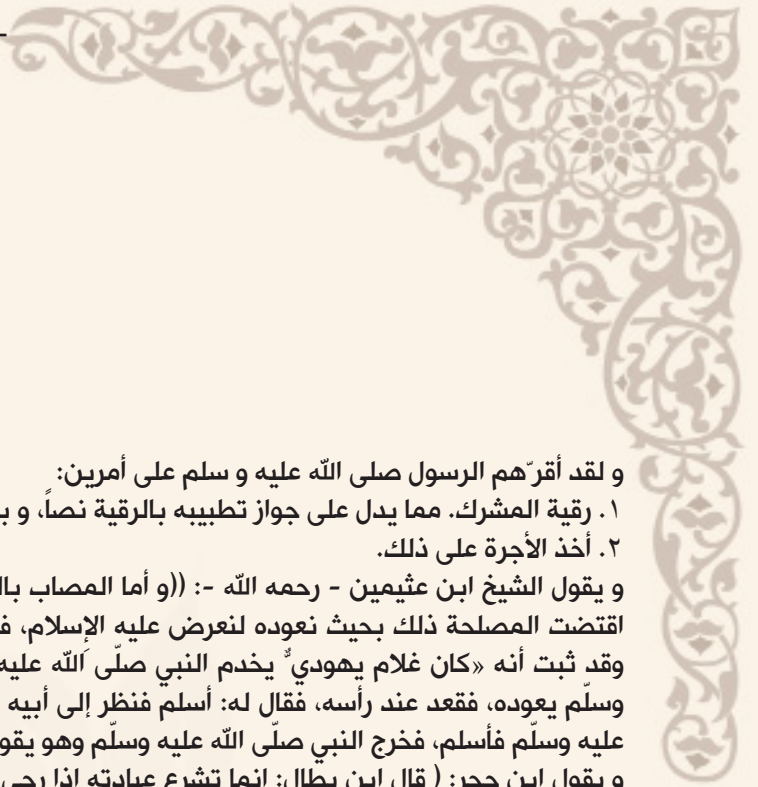 و لقد أقرّهم الرسول صلى الله عليه و سلم على أمرين:
١. رقية المشرك. مما يدل على جواز تطبيبه بالرقية نصاً، و
٢. أخذ الأجرة على ذلك.
و يقول الشيخ ابن عثيمين - رحمه الله -: ((و أما المصاب
اقتضت المصلحة ذلك بحيث نعوده لنعرض عليه الإسلام،
وقد ثبت أنه «كان غلام يهوديٌّ يخدم النبي صلّى الله عليه
وسلّم يعوده، فقعد عند رأسه، فقال له: أسلم فنظر إلى أبيه
عليه وسلّم فأسلم، فخرج النبي صلّى الله عليه وسلّم وهو
و يقول ابن حجر: ( قال ابن بطال: إنما تشرع عيادته إذا رجي